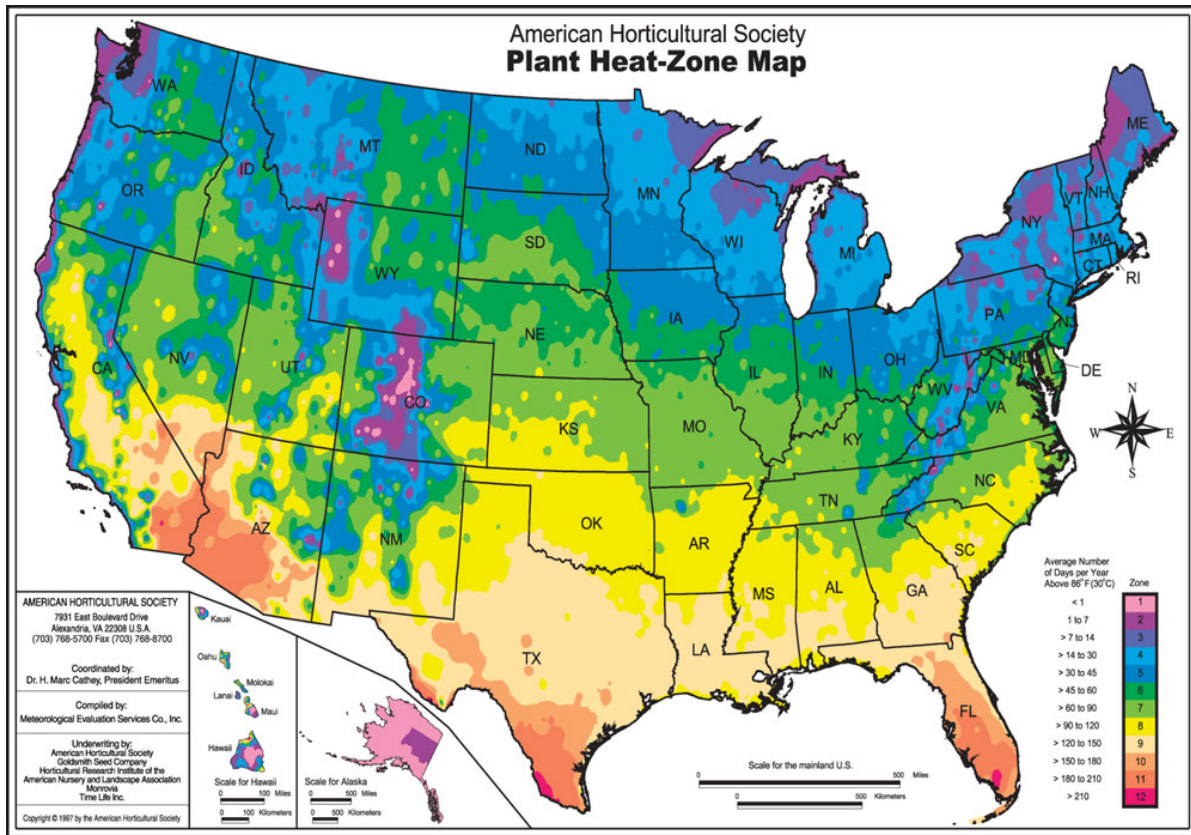 American Horticultural Society
Plant Heat-Zone Map
WA
OR
ID
MT
ND
MN
WI
MI
NY
VT
NH
ME
MA
CT
RI
WY
SD
NE
IA
IL
IN
OH
PA
NJ
DE
MD
WV
VA
CA
NV
UT
CO
KS
MO
KY
NC
TN
SC
AZ
NM
OK
AR
MS
AL
GA
TX
LA
FL
N
W E
S
Average Number
of Days per Year
Above 86°F (30°C) Zone
< 1 1
1 to 7 2
> 7 to 14 3
> 14 to 30 4
> 30 to 45 5
> 45 to 60 6
> 60 to 90 7
> 90 to 120 8
> 120 to 150 9
> 150 to 180 10
> 180 to 210 11
> 210 12
AMERICAN HORTICULTURAL SOCIETY
7931 East Boulevard Drive
Alexandria, VA 22308 U.S.A.
(703) 768-5700 Fax (703) 768-8700
Coordinated by:
Dr. H. Marc Cathey, President Emeritus
Compiled by:
Meteorological Evaluation Services Co., Inc.
Underwriting by:
American Horticultural Society
Goldsmith Seed Company
Horticultural Research Institute of the
American Nursery and Landscape Association
Monrovia
Time Life Inc.
Copyright © 1997 by the American Horticultural Society
Kauai
Oahu
Molokai
Lanai
Maui
Hawaii
Scale for Hawaii
0 100 Miles
0 100 Kilometers
Scale for Alaska
0 500 Miles
0 500 Kilometers
Scale for the mainland U.S.
0 500 Miles
0 500 Kilometers